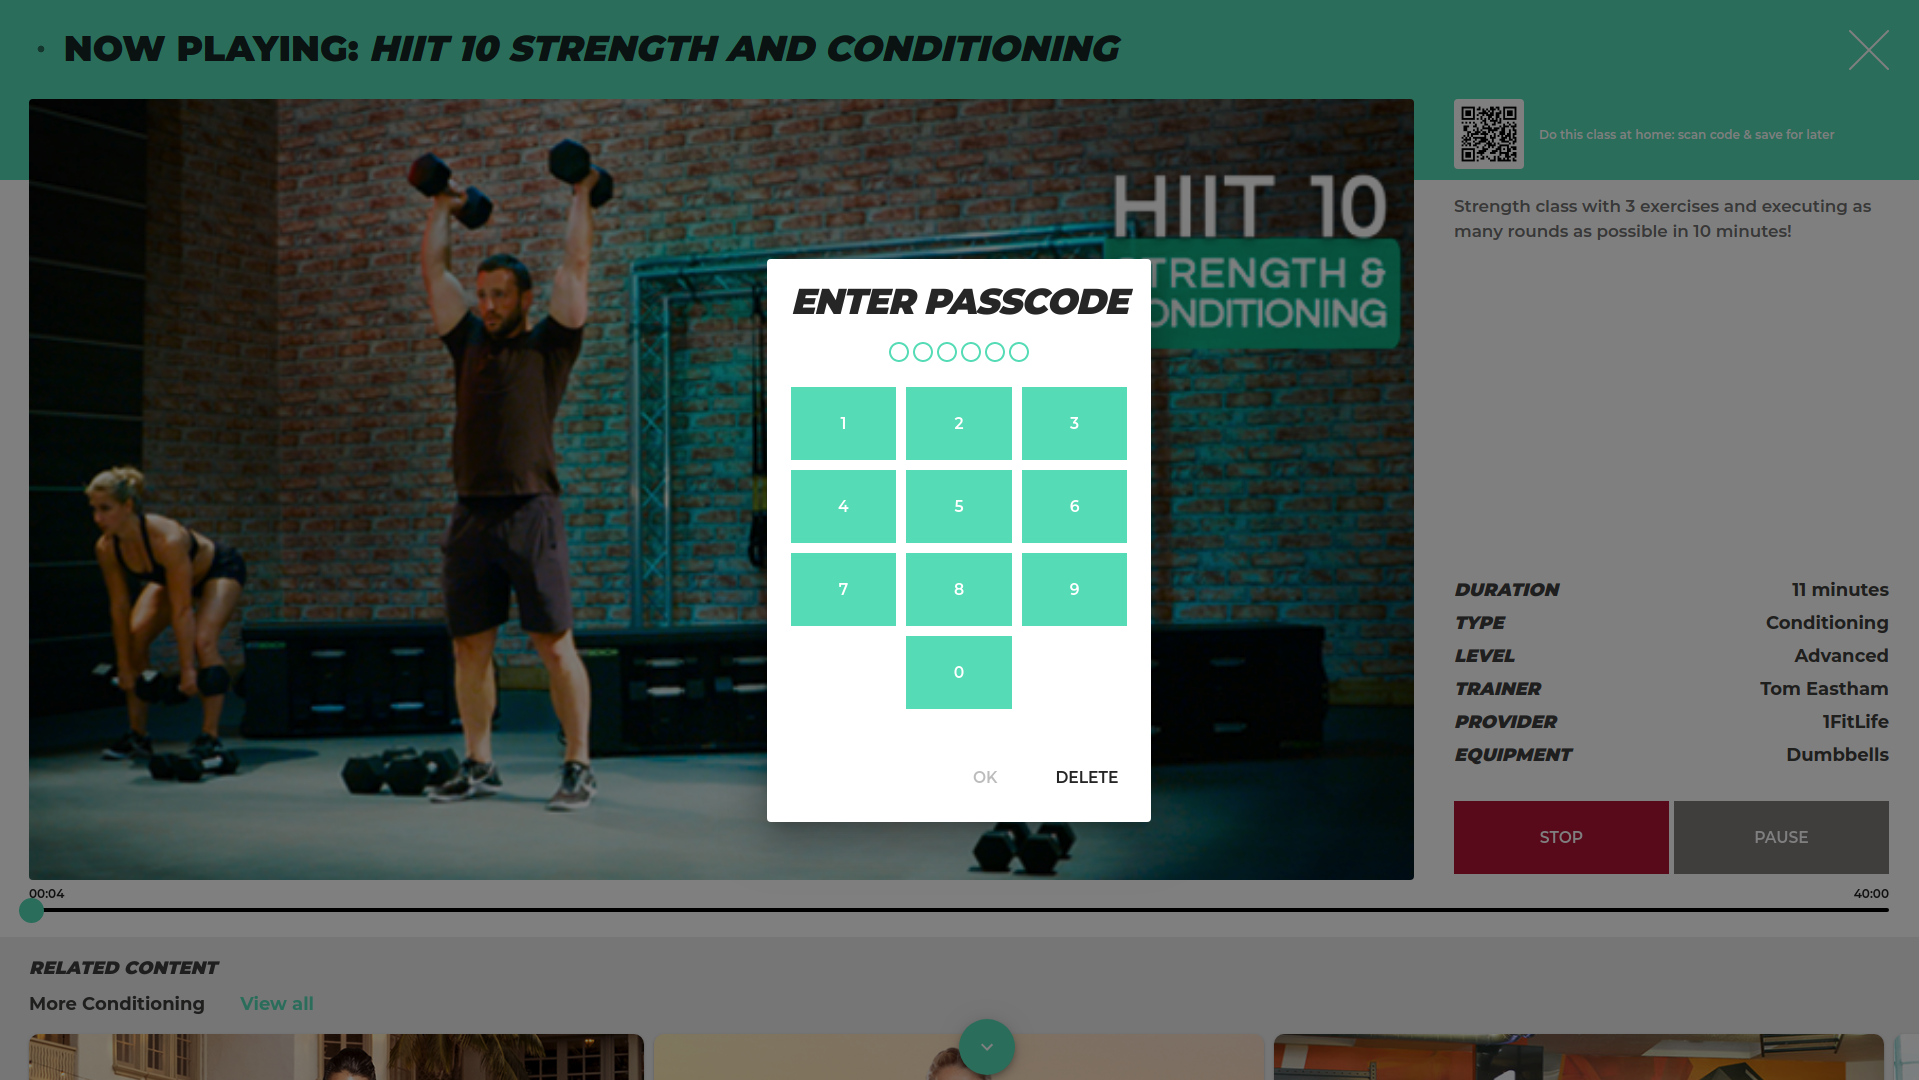 • NOW PLAYING: HIIT 10 STRENGTH AND CONDITIONING
Do this class at home: scan code & save for later
HIIT 10
TRENGTH &
ONDITIONING
Strength class with 3 exercises and executing as
many rounds as possible in 10 minutes!
ENTER PASSCODE
1 2 3
4 5 6
7 8 9
0
OK DELETE
DURATION 11 minutes
TYPE Conditioning
LEVEL Advanced
TRAINER Tom Eastham
PROVIDER 1FitLife
EQUIPMENT Dumbbells
STOP PAUSE
00:04 40:00
RELATED CONTENT
More Conditioning View all